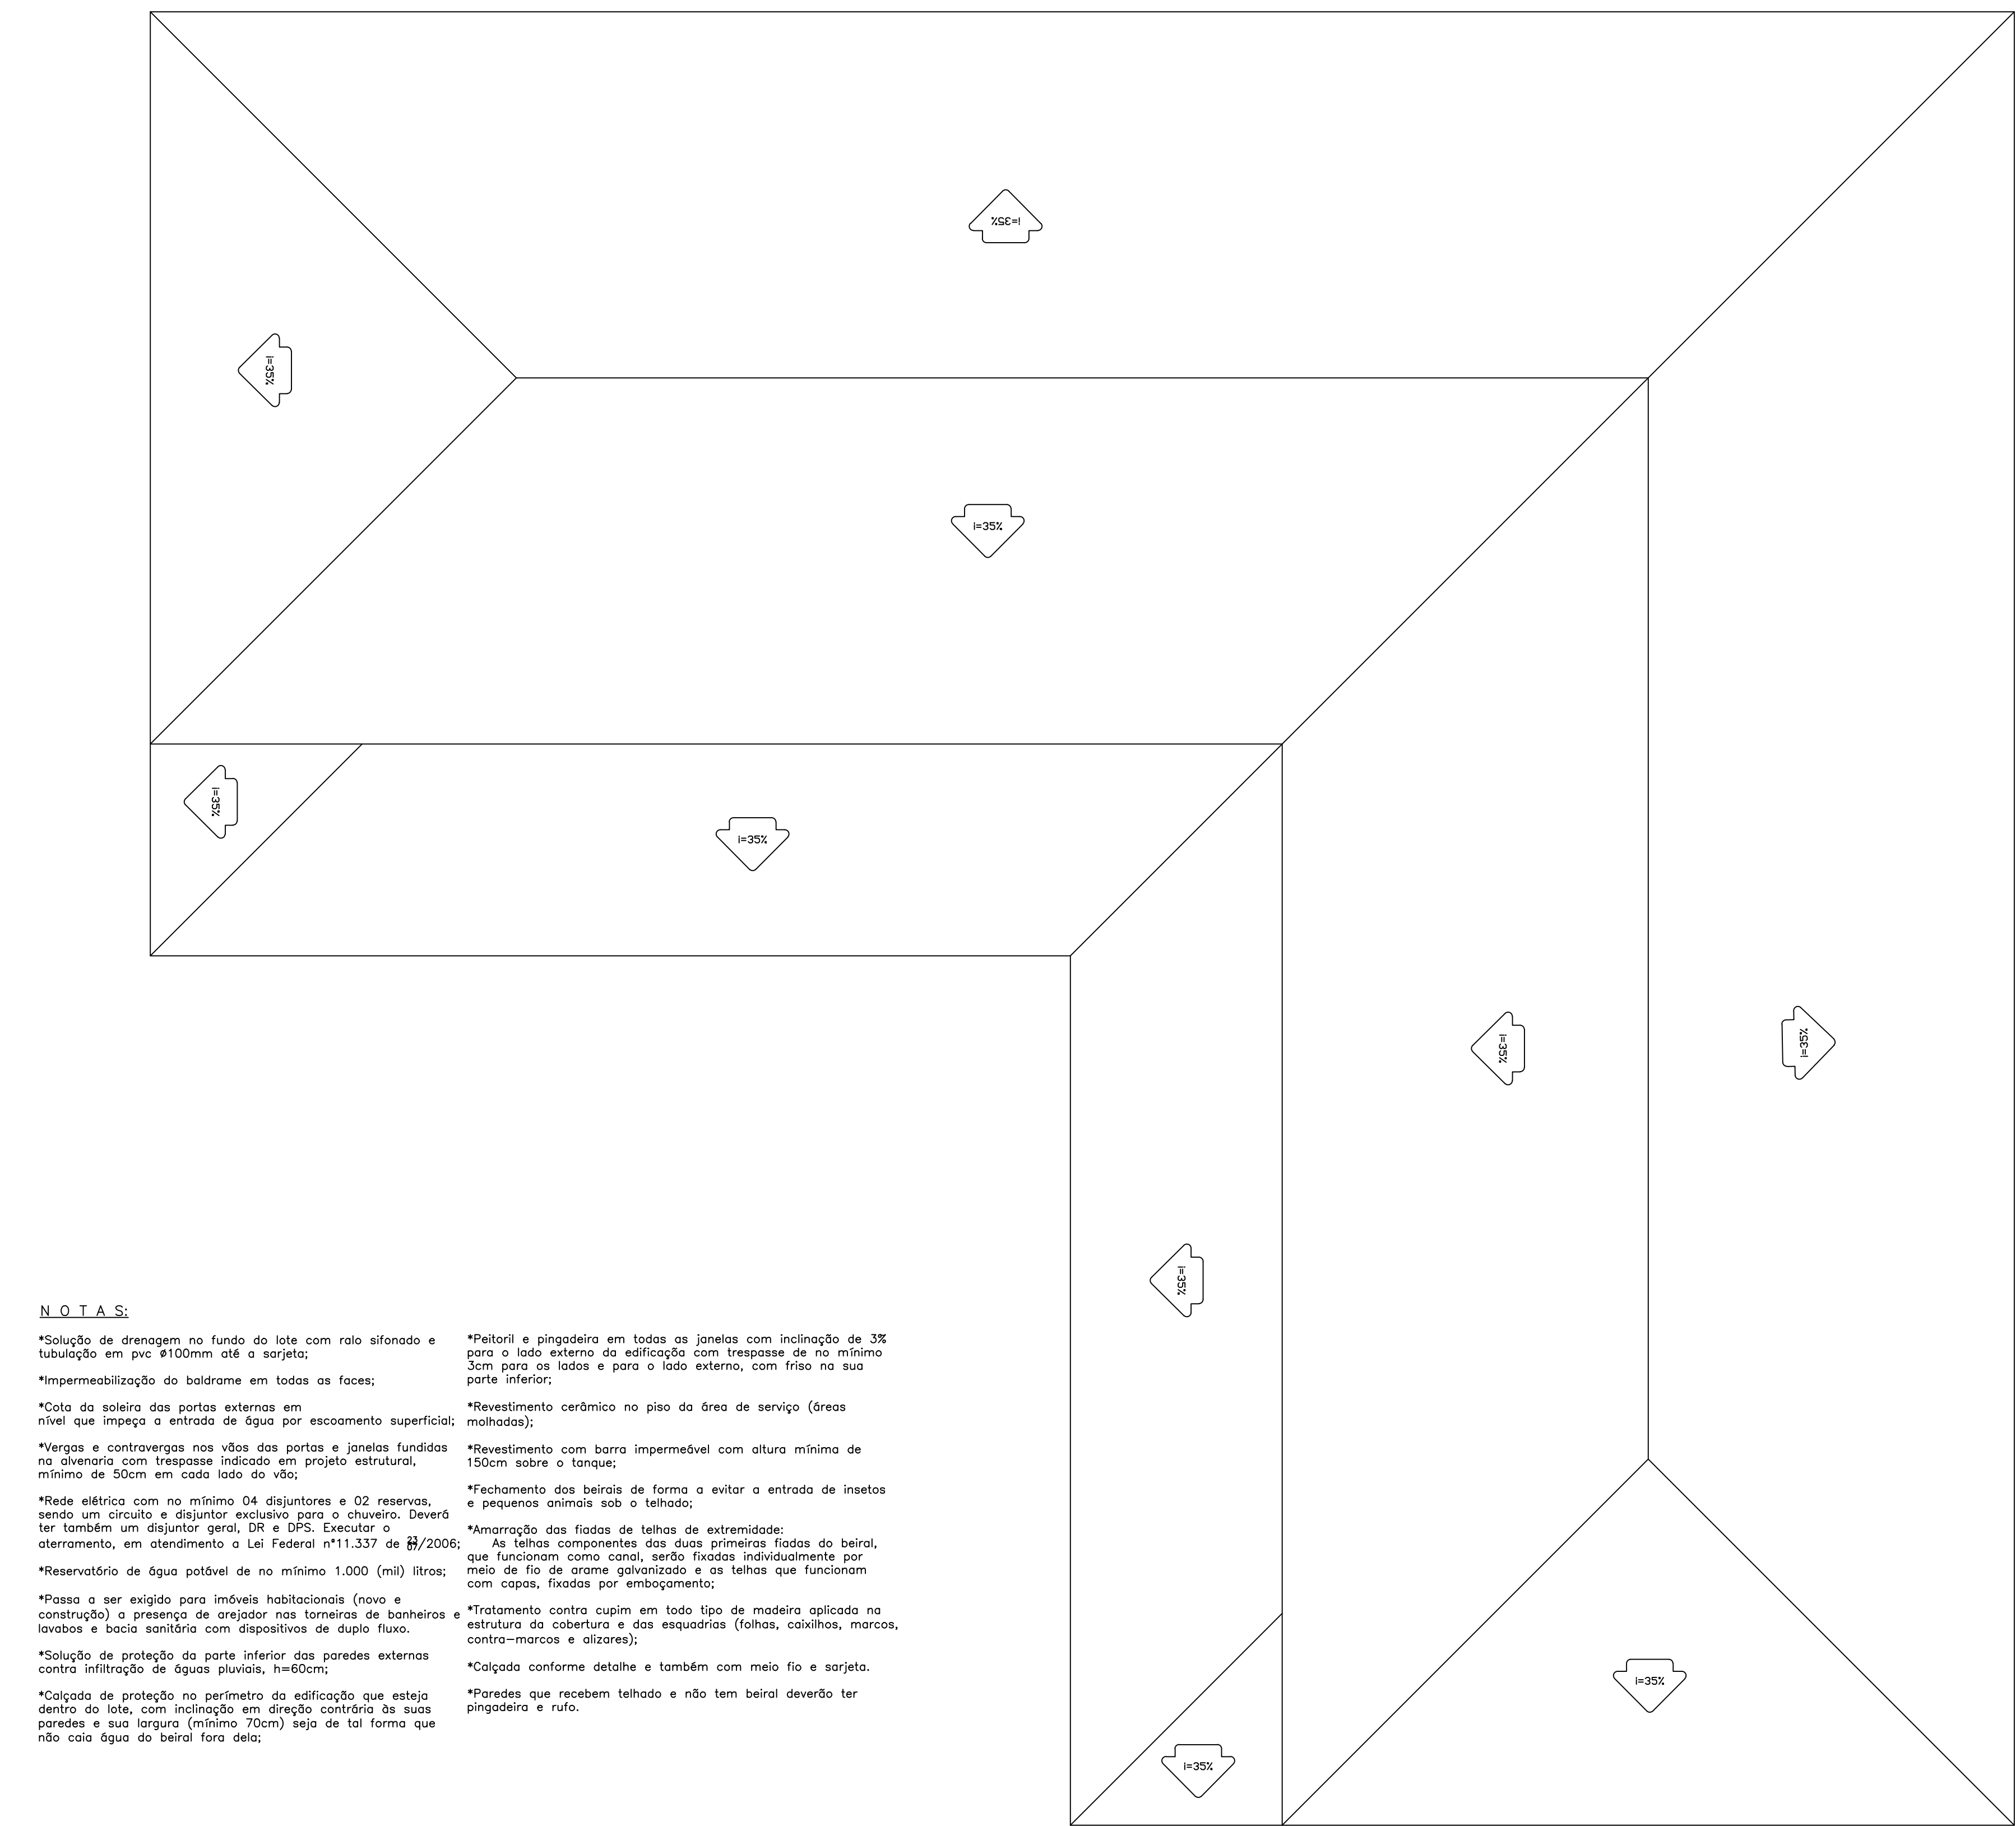 i=35%
i=35%
i=35%
i=35%
i=35%
i=35%
i=35%
i=35%
i=35%
i=35%
N O T A S:
*Solução de drenagem no fundo do lote com ralo sifonado e
tubulação em pvc ø100mm até a sarjeta;
*Impermeabilização do baldrame em todas as faces;
*Cota da soleira das portas externas em
nível que impeça a entrada de água por escoamento superficial;
*Vergas e contravergas nos vãos das portas e janelas fundidas
na alvenaria com trespasse indicado em projeto estrutural,
mínimo de 50cm em cada lado do vão;
*Rede elétrica com no mínimo 04 disjuntores e 02 reservas,
sendo um circuito e disjuntor exclusivo para o chuveiro. Deverá
ter também um disjuntor geral, DR e DPS. Executar o
aterramento, em atendimento a Lei Federal n°11.337 de 23/07/2006;
*Reservatório de água potável de no mínimo 1.000 (mil) litros;
*Passa a ser exigido para imóveis habitacionais (novo e
construção) a presença de arejador nas torneiras de banheiros e
lavabos e bacia sanitária com dispositivos de duplo fluxo.
*Solução de proteção da parte inferior das paredes externas
contra infiltração de águas pluviais, h=60cm;
*Calçada de proteção no perímetro da edificação que esteja
dentro do lote, com inclinação em direção contrária às suas
paredes e sua largura (mínimo 70cm) seja de tal forma que
não caia água do beiral fora dela;
*Peitoril e pingadeira em todas as janelas com inclinação de 3%
para o lado externo da edificaçõa com trespasse de no mínimo
3cm para os lados e para o lado externo, com friso na sua
parte inferior;
*Revestimento cerâmico no piso da área de serviço (áreas
molhadas);
*Revestimento com barra impermeável com altura mínima de
150cm sobre o tanque;
*Fechamento dos beirais de forma a evitar a entrada de insetos
e pequenos animais sob o telhado;
*Amarração das fiadas de telhas de extremidade:
As telhas componentes das duas primeiras fiadas do beiral,
que funcionam como canal, serão fixadas individualmente por
meio de fio de arame galvanizado e as telhas que funcionam
com capas, fixadas por emboçamento;
*Tratamento contra cupim em todo tipo de madeira aplicada na
estrutura da cobertura e das esquadrias (folhas, caixilhos, marcos,
contra-marcos e alizares);
*Calçada conforme detalhe e também com meio fio e sarjeta.
*Paredes que recebem telhado e não tem beiral deverão ter
pingadeira e rufo.